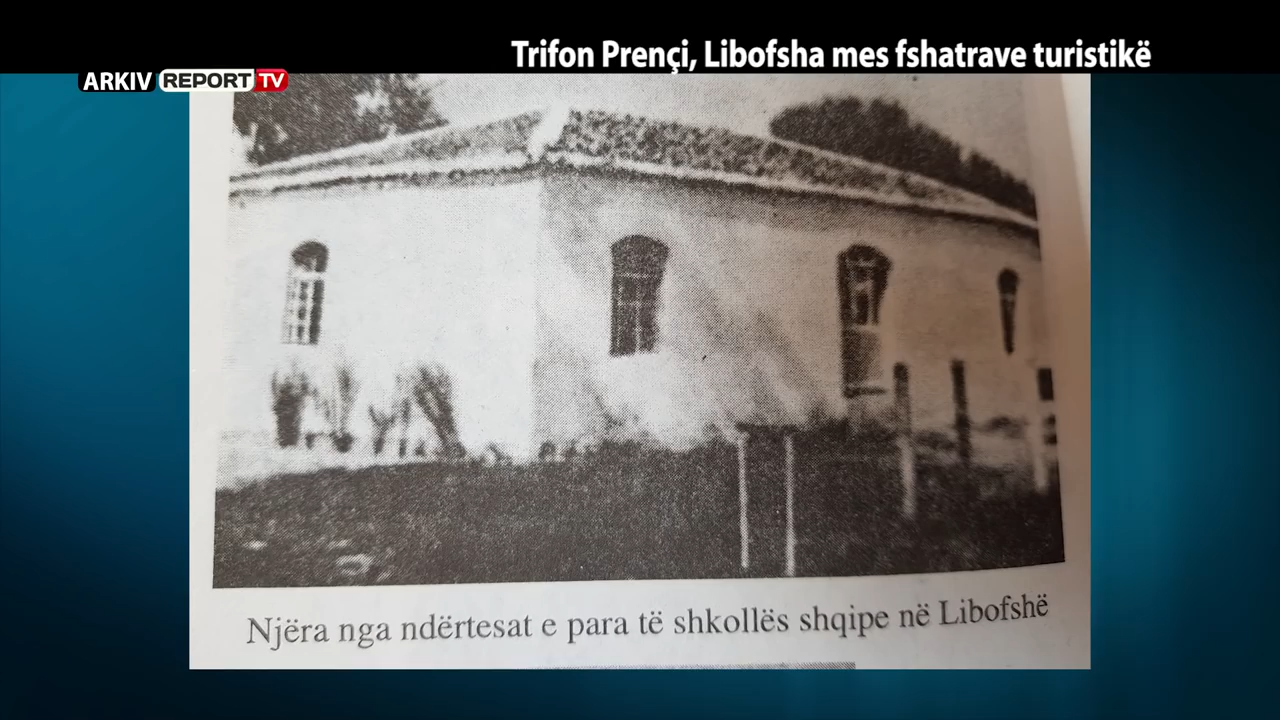 Trifon Prençi, Libofsha mes fshatrave turistikë
ARKIV REPORT TV
Njëra nga ndërtesat e para të shkollës shqipe në Libofshë